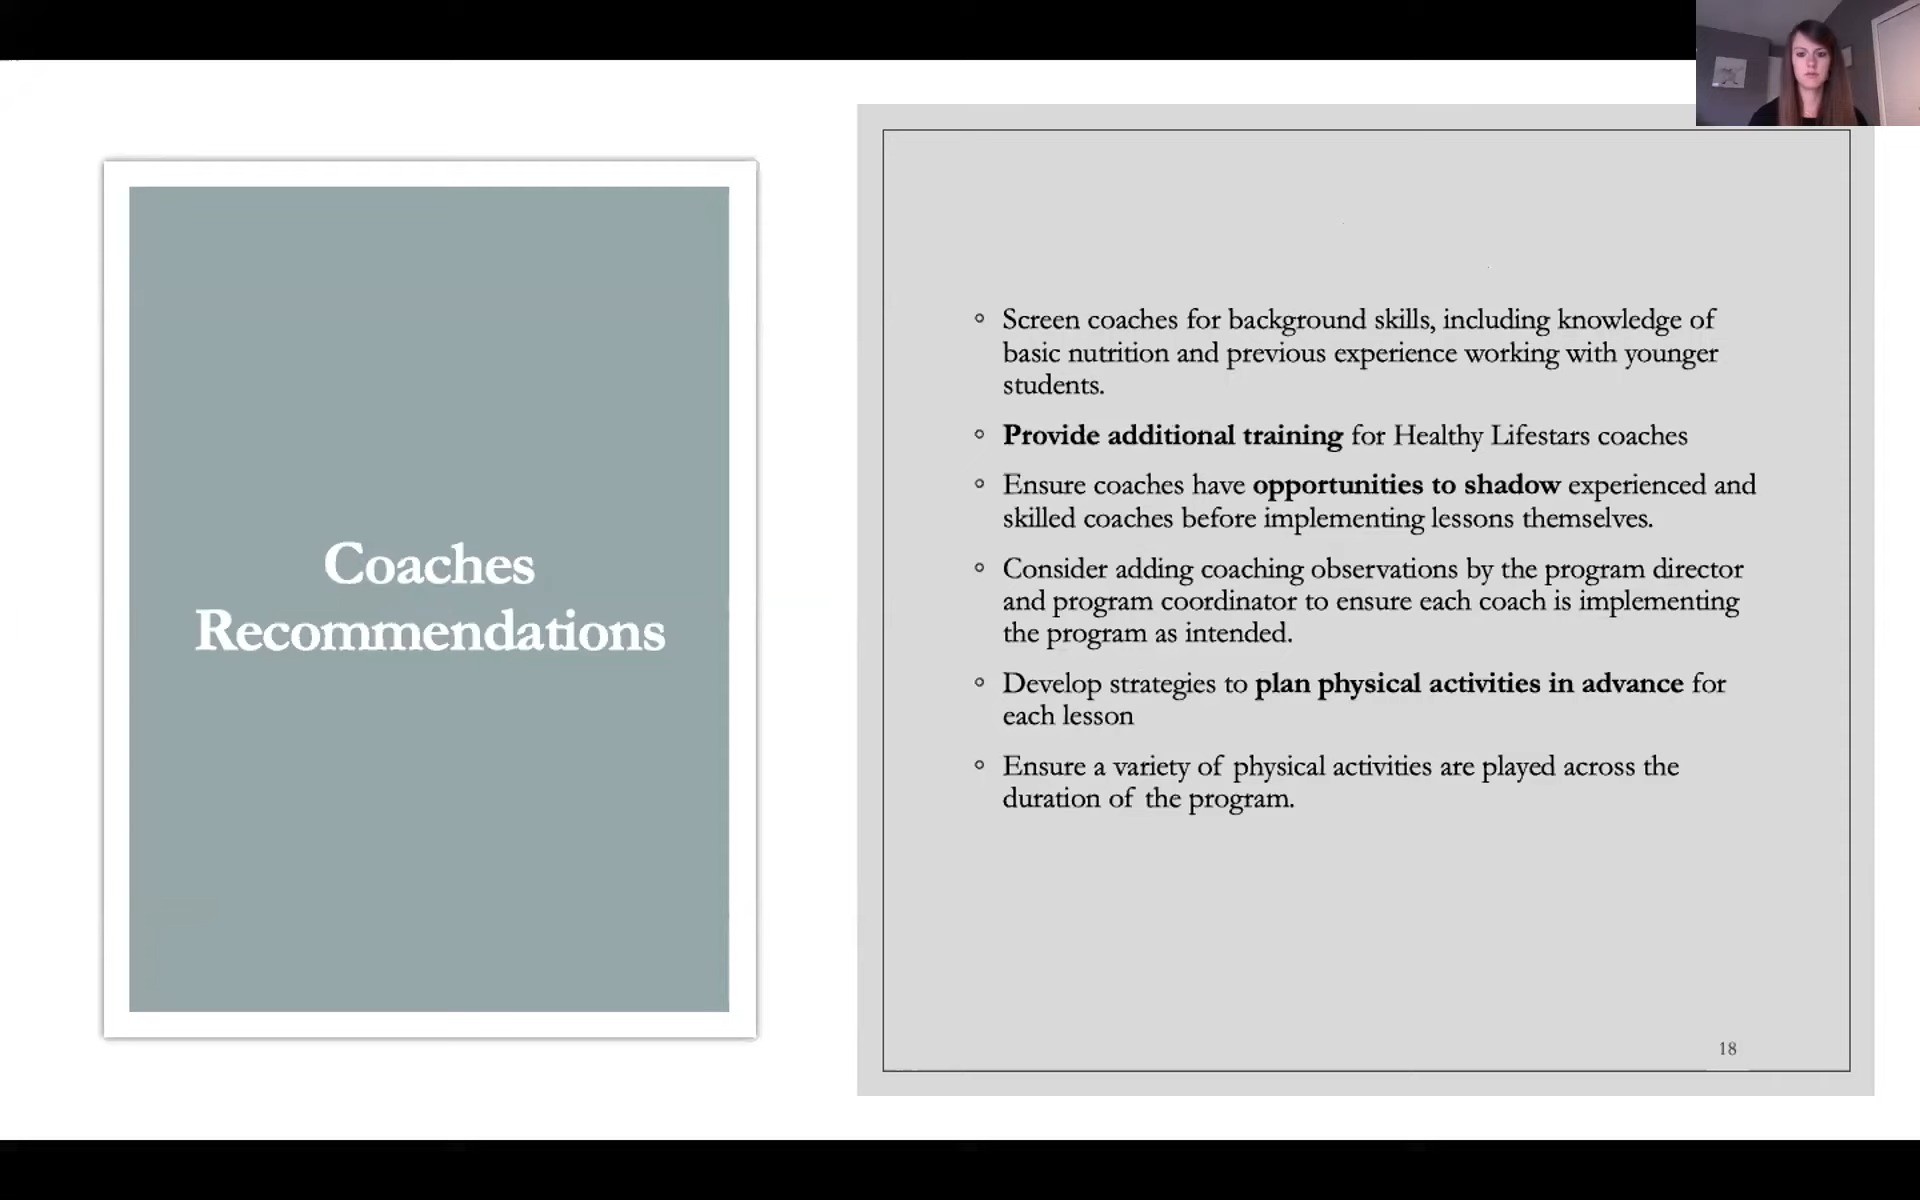 Coaches
Recommendations
Screen coaches for background skills, including knowledge of
basic nutrition and previous experience working with younger
students.
Provide additional training for Healthy Lifestars coaches
Ensure coaches have opportunities to shadow experienced and
skilled coaches before implementing lessons themselves.
Consider adding coaching observations by the program director
and program coordinator to ensure each coach is implementing
the program as intended.
Develop strategies to plan physical activities in advance for
each lesson
Ensure a variety of physical activities are played across the
duration of the program.
18